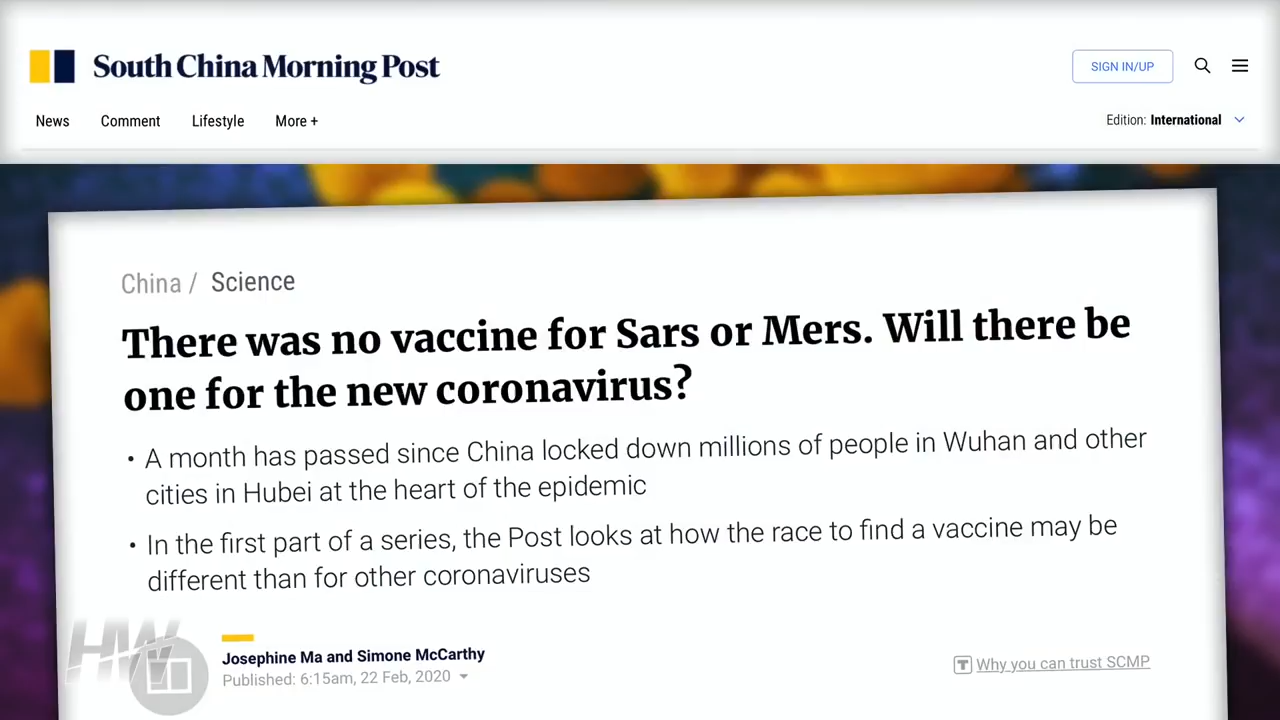 South China Morning Post
SIGN IN/UP
News Comment Lifestyle More +
Edition: International
China / Science
There was no vaccine for Sars or Mers. Will there be
one for the new coronavirus?
• A month has passed since China locked down millions of people in Wuhan and other
cities in Hubei at the heart of the epidemic
• In the first part of a series, the Post looks at how the race to find a vaccine may be
different than for other coronaviruses
HW
Josephine Ma and Simone McCarthy
Published: 6:15am, 22 Feb, 2020
T Why you can trust SCMP